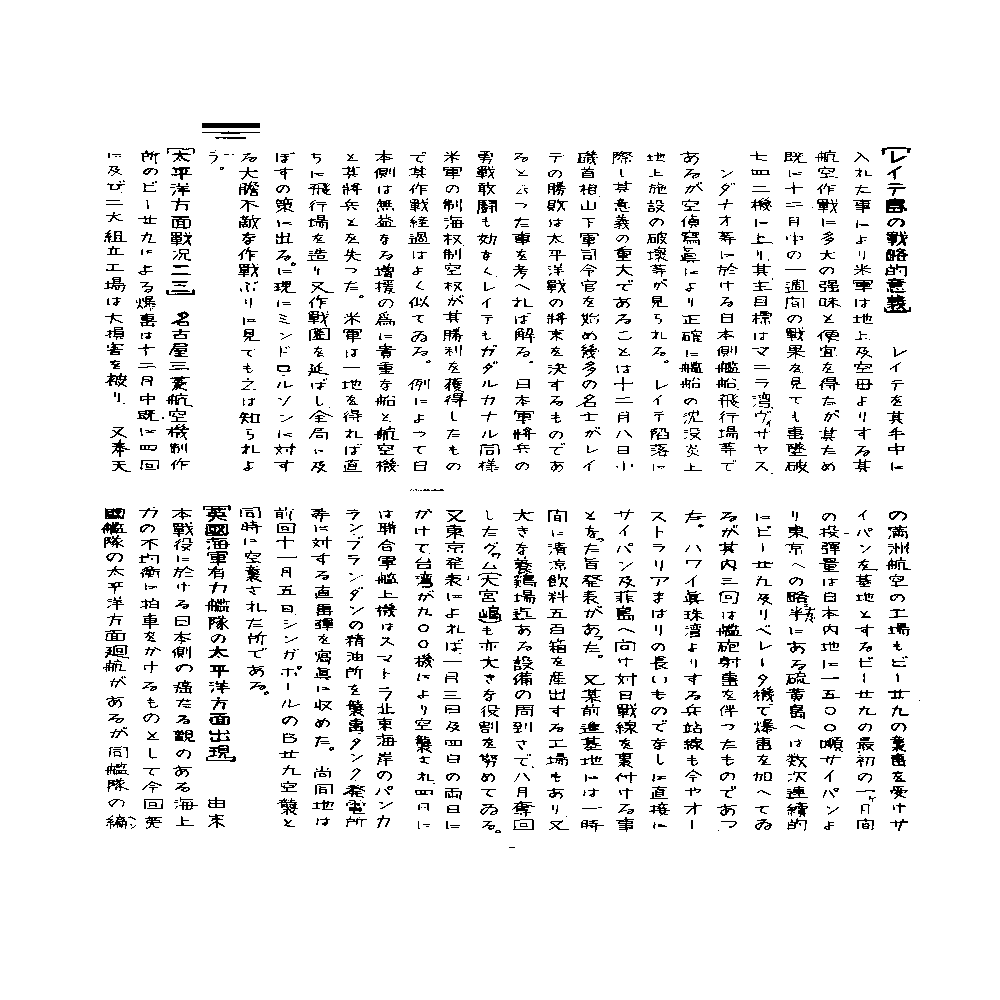 ［レイテ島の戦略的意義］　レイテを其手中に
入れた事により米軍は地上及空母よりする其
航空作戦に多大の强味と便宜を得たが其ため
既に十二月中の一週間の戦果を見ても重墜破
七四二機に上り其主目標はマニラ湾ヴィサヤス
ンダナオ等に於ける日本側艦船飛行場等で
あるが空偵寫眞により正確に艦船の沈没炎上
地上施設の破壊等が見られる。レイテ陥落に
際し其意義の重大であることは十二月八日小
磯首相山下軍司令官を始め幾多の名士がレイ
テの勝敗は太平洋戦の將来を決するものであ
ると云つた事を考へれば解る。日本軍將兵の
勇戦敢闘も効なくレイテもガダルカナル同様
米軍の制海权制空权が其勝利を獲得したもの
で其作戦経過はよく似てゐる。例によつて日
本側は無益な増援の爲に貴重な船と航空機
と其將兵とを失つた。米軍は一地を得れば直
ちに飛行場を造り又作戦圏を延ばし全局に及
ぼすの策に出る。に現にミンドロルソンに対す
る大膽不敵な作戦ぶりに見ても之は知られよ
う。
［太平洋方面戦況二三］　名古屋三菱航空機制作
所のビー廿九による爆撃は十二月中既に四回
に及び二大組立工場は大損害を被り、又奉天
の満洲航空の工場もビー廿九の襲撃を受けサ
イパンを基地とするビー廿九の最初の一ヶ月間
の投弾量は日本内地に一五〇〇噸サイパンよ
り東京への略半にある硫黄島へは数次連続的
にビー廿九及リベレータ機で爆撃を加へてゐ
るが其内三回は艦砲射撃を伴つたものであつ
た。ハワイ眞珠湾よりする兵站線も今やオー
ストラリアまはりの長いものでなしに直接に
サイパン及菲島へ向け対日戦線を裏付ける事
となった旨発表があった。又某前進基地には一時
間に清涼飲料五百箱を産出する工場もあり又
大きな養鶏場迄ある設備の周到さで、八月奪回
したグァム（大宮嶋）も亦大きな役割を努めてゐる。
又東京発表によれば一月三日及四日の両日に
かけて台湾が九〇〇機により空襲され四月に
は聯合軍艦上機はスマトラ北東海岸のパンカ
ランブランダンの精油所を襲撃タンク発電所
等に対する直撃弾を寫眞に収めた。尚同地は
前回十一月五日シンガポールのB廿九空襲と
同時に空襲された所である。
［英國海軍有力艦隊の太平洋方面出現］　由来
本戦役に於ける日本側の癌たる観のある海上
力の不均衡に拍車をかけるものとして今回英
國艦隊の太平洋方面廻航があるが同艦隊の編